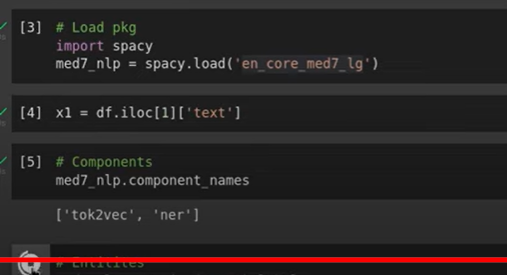 [3] # Load pkg
import spacy
med7_nlp = spacy.load('en_core_med7_lg')
[4] x1 = df.iloc[1]['text']
[5] # Components
med7_nlp.component_names
['tok2vec', 'ner']
# Entitites